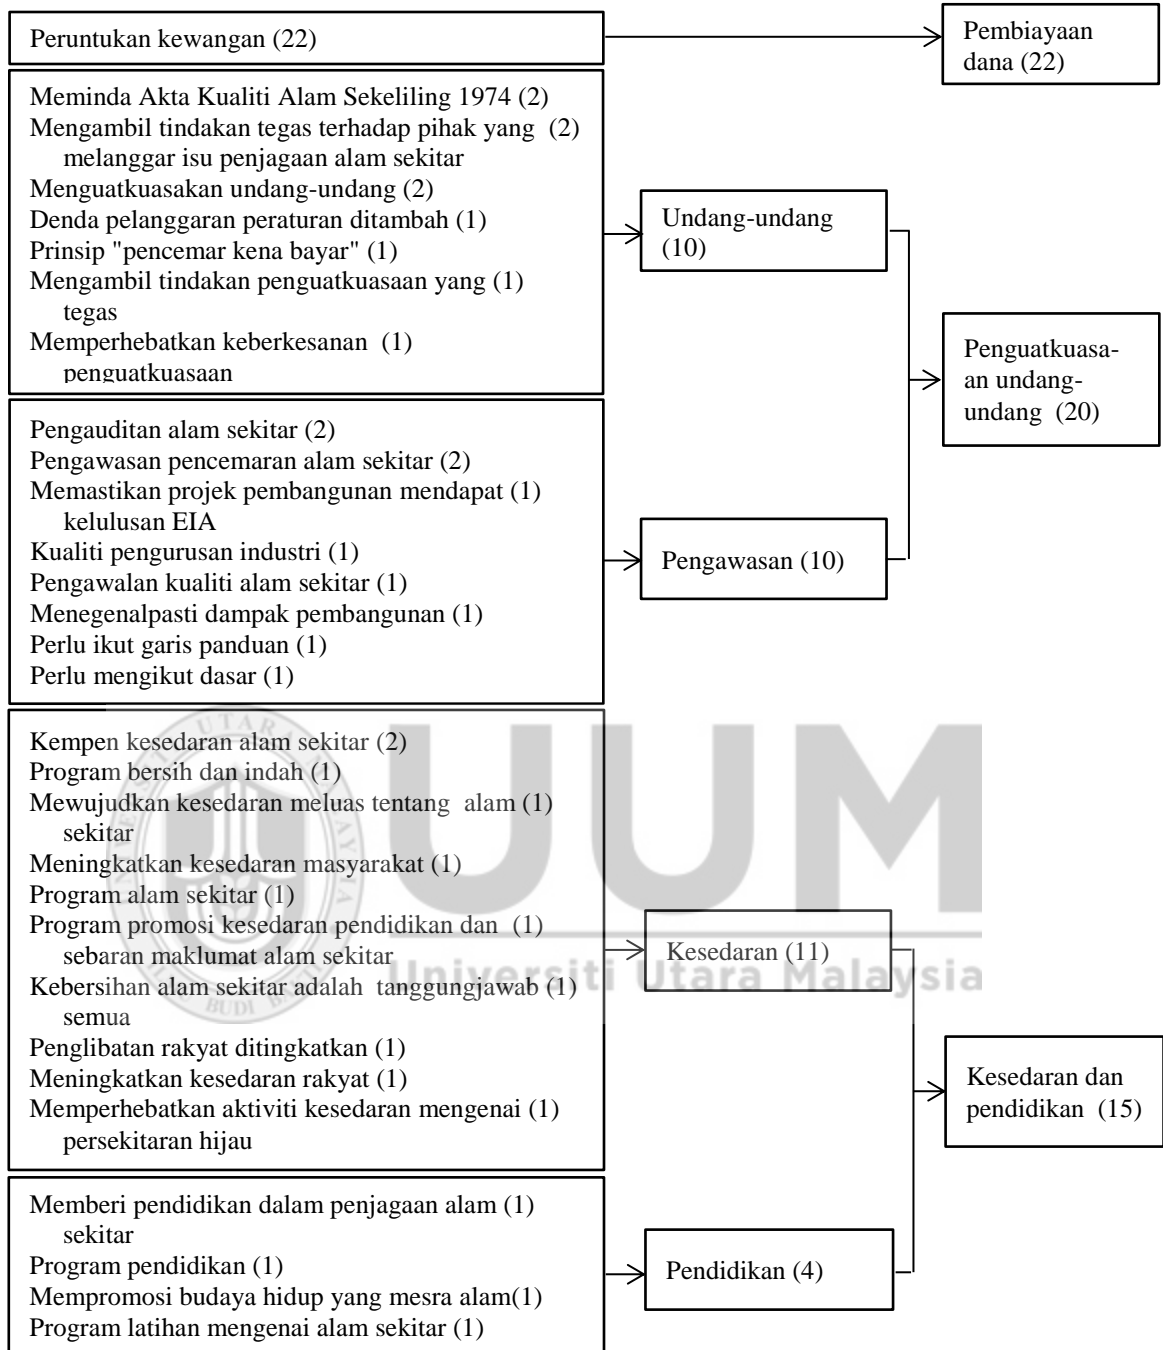 Peruntukan kewangan (22)
Pembiayaan
dana (22)
Meminda Akta Kualiti Alam Sekeliling 1974 (2)
Mengambil tindakan tegas terhadap pihak yang (2)
melanggar isu penjagaan alam sekitar
Menguatkuasakan undang-undang (2)
Denda pelanggaran peraturan ditambah (1)
Prinsip "pencemar kena bayar" (1)
Mengambil tindakan penguatkuasaan yang (1)
tegas
Memperhebatkan keberkesanan (1)
penguatkuasaan
Undang-undang
(10)
Penguatkuasa-
an undang-
undang (20)
Pengauditan alam sekitar (2)
Pengawasan pencemaran alam sekitar (2)
Memastikan projek pembangunan mendapat (1)
kelulusan EIA
Kualiti pengurusan industri (1)
Pengawalan kualiti alam sekitar (1)
Menegenalpasti dampak pembangunan (1)
Perlu ikut garis panduan (1)
Perlu mengikut dasar (1)
Pengawasan (10)
Kempen kesedaran alam sekitar (2)
Program bersih dan indah (1)
Mewujudkan kesedaran meluas tentang alam (1)
sekitar
Meningkatkan kesedaran masyarakat (1)
Program alam sekitar (1)
Program promosi kesedaran pendidikan dan (1)
sebaran maklumat alam sekitar
Kebersihan alam sekitar adalah tanggungjawab (1)
semua
Penglibatan rakyat ditingkatkan (1)
Meningkatkan kesedaran rakyat (1)
Memperhebatkan aktiviti kesedaran mengenai (1)
persekitaran hijau
Kesedaran (11)
Kesedaran dan
pendidikan (15)
Memberi pendidikan dalam penjagaan alam (1)
sekitar
Program pendidikan (1)
Mempromosi budaya hidup yang mesra alam(1)
Program latihan mengenai alam sekitar (1)
Pendidikan (4)
UUM
Universiti Utara Malaysia